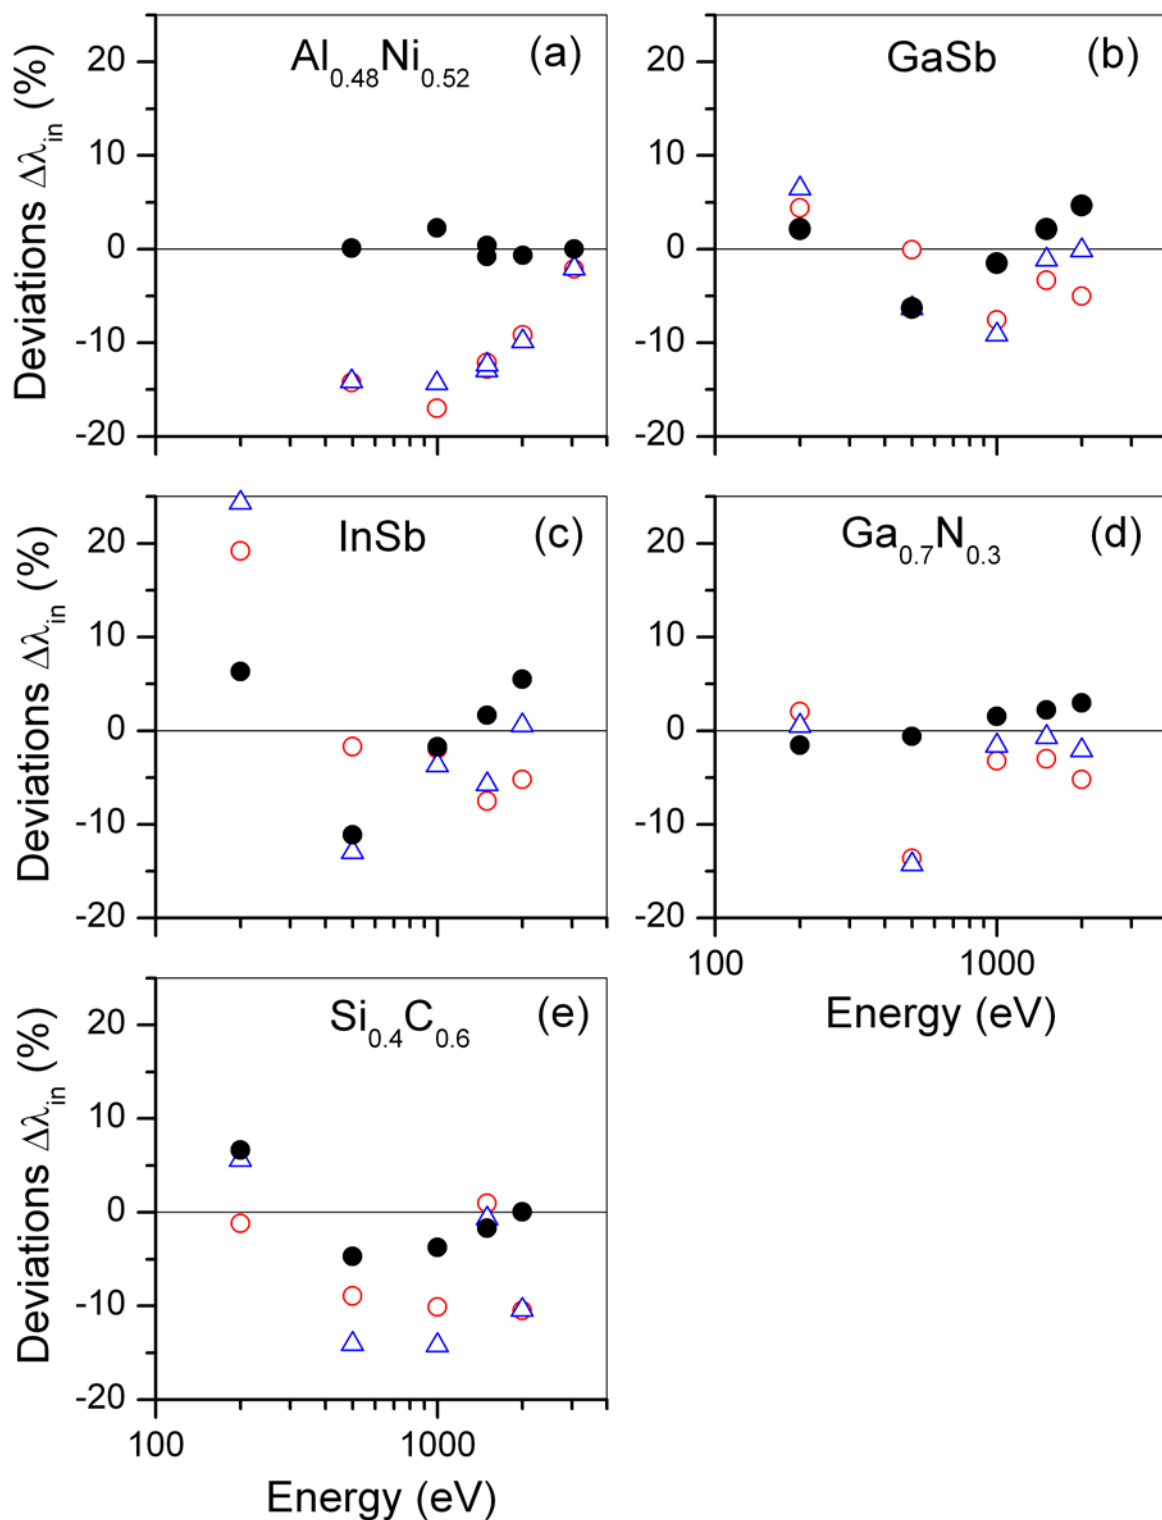 Al0.48Ni0.52 (a)
Deviations Δλin (%)
20
10
0
-10
-20
GaSb (b)
20
10
0
-10
-20
InSb (c)
Deviations Δλin (%)
20
10
0
-10
-20
Ga0.7N0.3 (d)
20
10
0
-10
-20
100 1000
Energy (eV)
Si0.4C0.6 (e)
Deviations Δλin (%)
20
10
0
-10
-20
100 1000
Energy (eV)